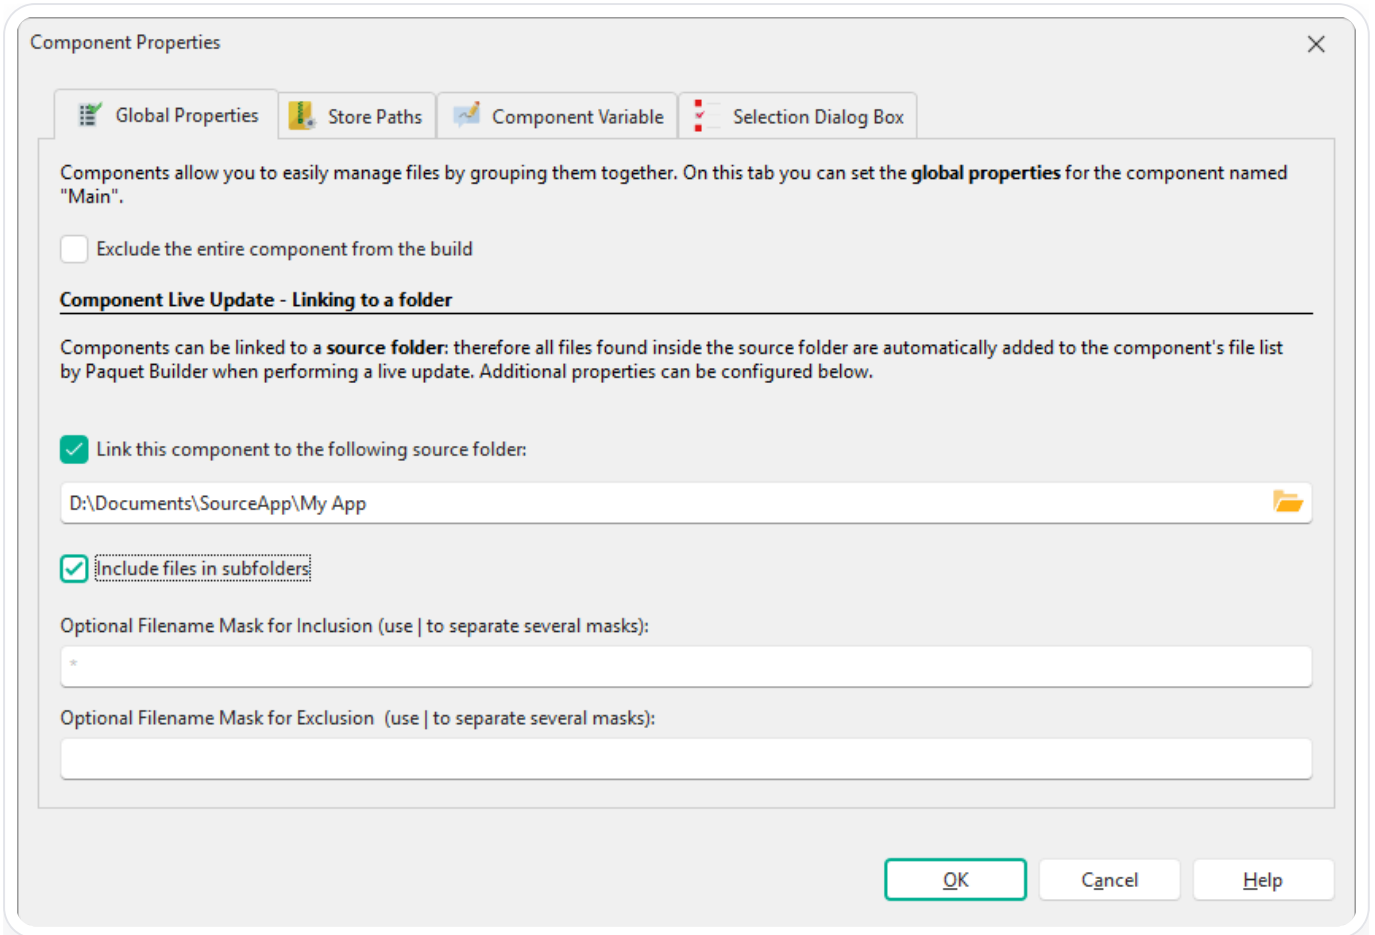 Component Properties
Global Properties
Store Paths
Component Variable
Selection Dialog Box
Components allow you to easily manage files by grouping them together. On this tab you can set the global properties for the component named
"Main".
Exclude the entire component from the build
Component Live Update - Linking to a folder
Components can be linked to a source folder: therefore all files found inside the source folder are automatically added to the component's file list
by Paquet Builder when performing a live update. Additional properties can be configured below.
Link this component to the following source folder:
D:\Documents\SourceApp\My App
Include files in subfolders
Optional Filename Mask for Inclusion (use | to separate several masks):
*
Optional Filename Mask for Exclusion  (use | to separate several masks):
OK
Cancel
Help